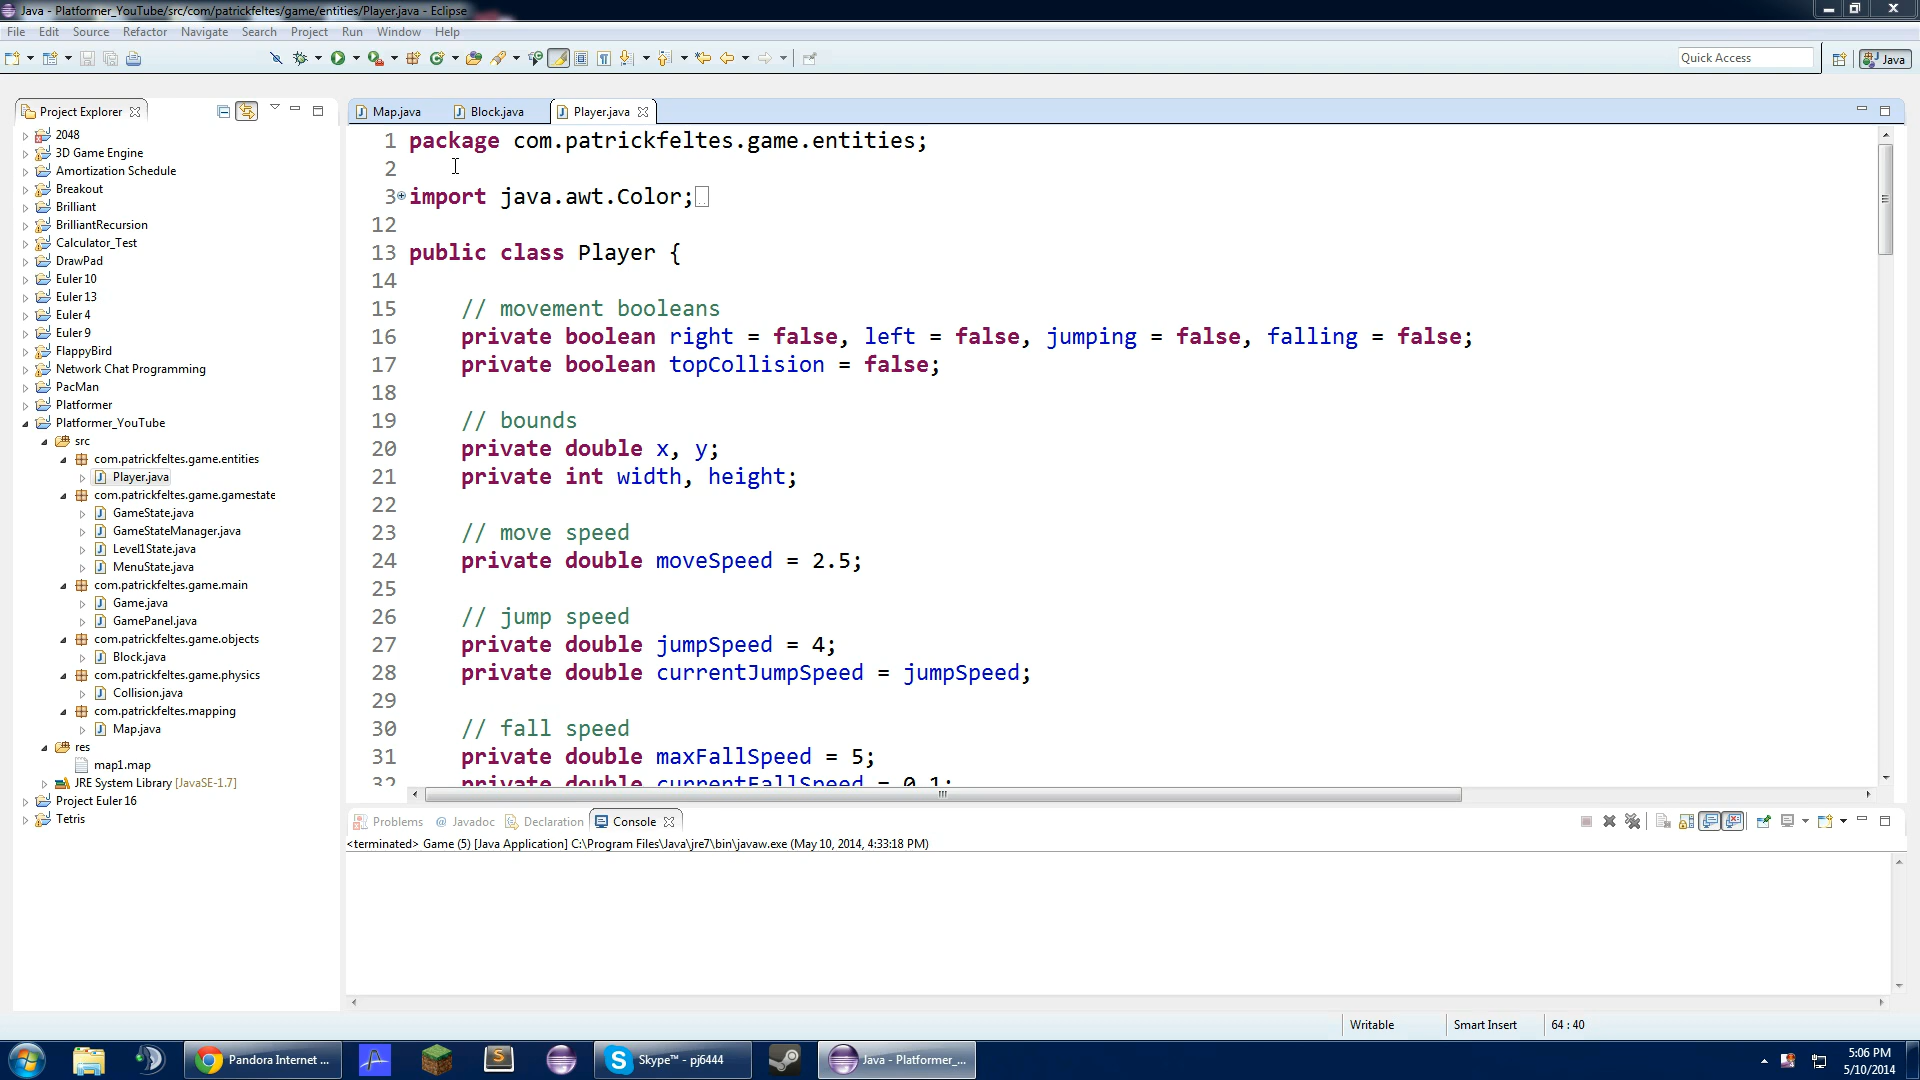 Java - Platformer_YouTube/src/com/patrickfeltes/game/entities/Player.java - Eclipse
File Edit Source Refactor Navigate Search Project Run Window Help
Quick Access
Java
Project Explorer
Map.java Block.java Player.java
2048
3D Game Engine
Amortization Schedule
Breakout
Brilliant
BrilliantRecursion
Calculator_Test
DrawPad
Euler 10
Euler 13
Euler 4
Euler 9
FlappyBird
Network Chat Programming
PacMan
Platformer
Platformer_YouTube
src
com.patrickfeltes.game.entities
Player.java
com.patrickfeltes.game.gamestate
GameState.java
GameStateManager.java
Level1State.java
MenuState.java
com.patrickfeltes.game.main
Game.java
GamePanel.java
com.patrickfeltes.game.objects
Block.java
com.patrickfeltes.game.physics
Collision.java
com.patrickfeltes.mapping
Map.java
res
map1.map
JRE System Library [JavaSE-1.7]
Project Euler 16
Tetris
1 package com.patrickfeltes.game.entities;
2
3 import java.awt.Color;
12
13 public class Player {
14
15 // movement booleans
16 private boolean right = false, left = false, jumping = false, falling = false;
17 private boolean topCollision = false;
18
19 // bounds
20 private double x, y;
21 private int width, height;
22
23 // move speed
24 private double moveSpeed = 2.5;
25
26 // jump speed
27 private double jumpSpeed = 4;
28 private double currentJumpSpeed = jumpSpeed;
29
30 // fall speed
31 private double maxFallSpeed = 5;
32 private double currentFallSpeed = 0.1;
Problems Javadoc Declaration Console
<terminated> Game (5) [Java Application] C:\Program Files\Java\jre7\bin\javaw.exe (May 10, 2014, 4:33:18 PM)
Writable Smart Insert 64 : 40
Pandora Internet ... Skype™ - pj6444 Java - Platformer_...
5:06 PM
5/10/2014